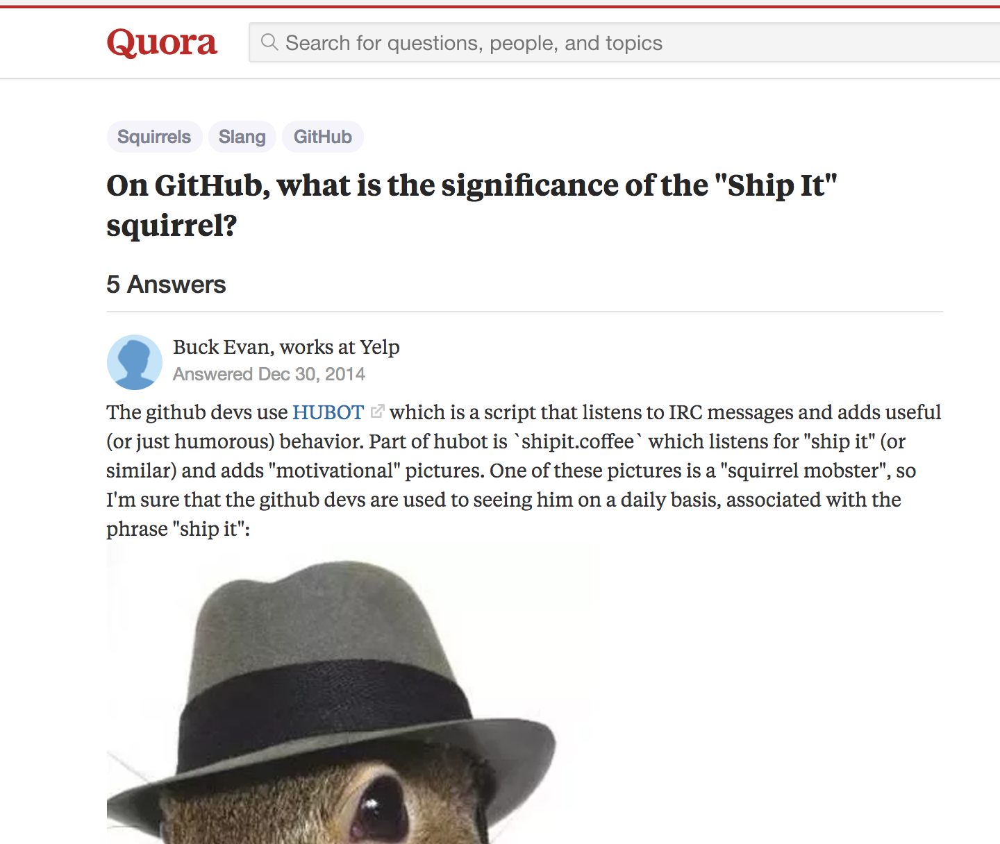 Quora
Search for questions, people, and topics
Squirrels Slang GitHub
On GitHub, what is the significance of the "Ship It"
squirrel?
5 Answers
Buck Evan, works at Yelp
Answered Dec 30, 2014
The github devs use HUBOT which is a script that listens to IRC messages and adds useful
(or just humorous) behavior. Part of hubot is `shipit.coffee` which listens for "ship it" (or
similar) and adds "motivational" pictures. One of these pictures is a "squirrel mobster", so
I'm sure that the github devs are used to seeing him on a daily basis, associated with the
phrase "ship it":